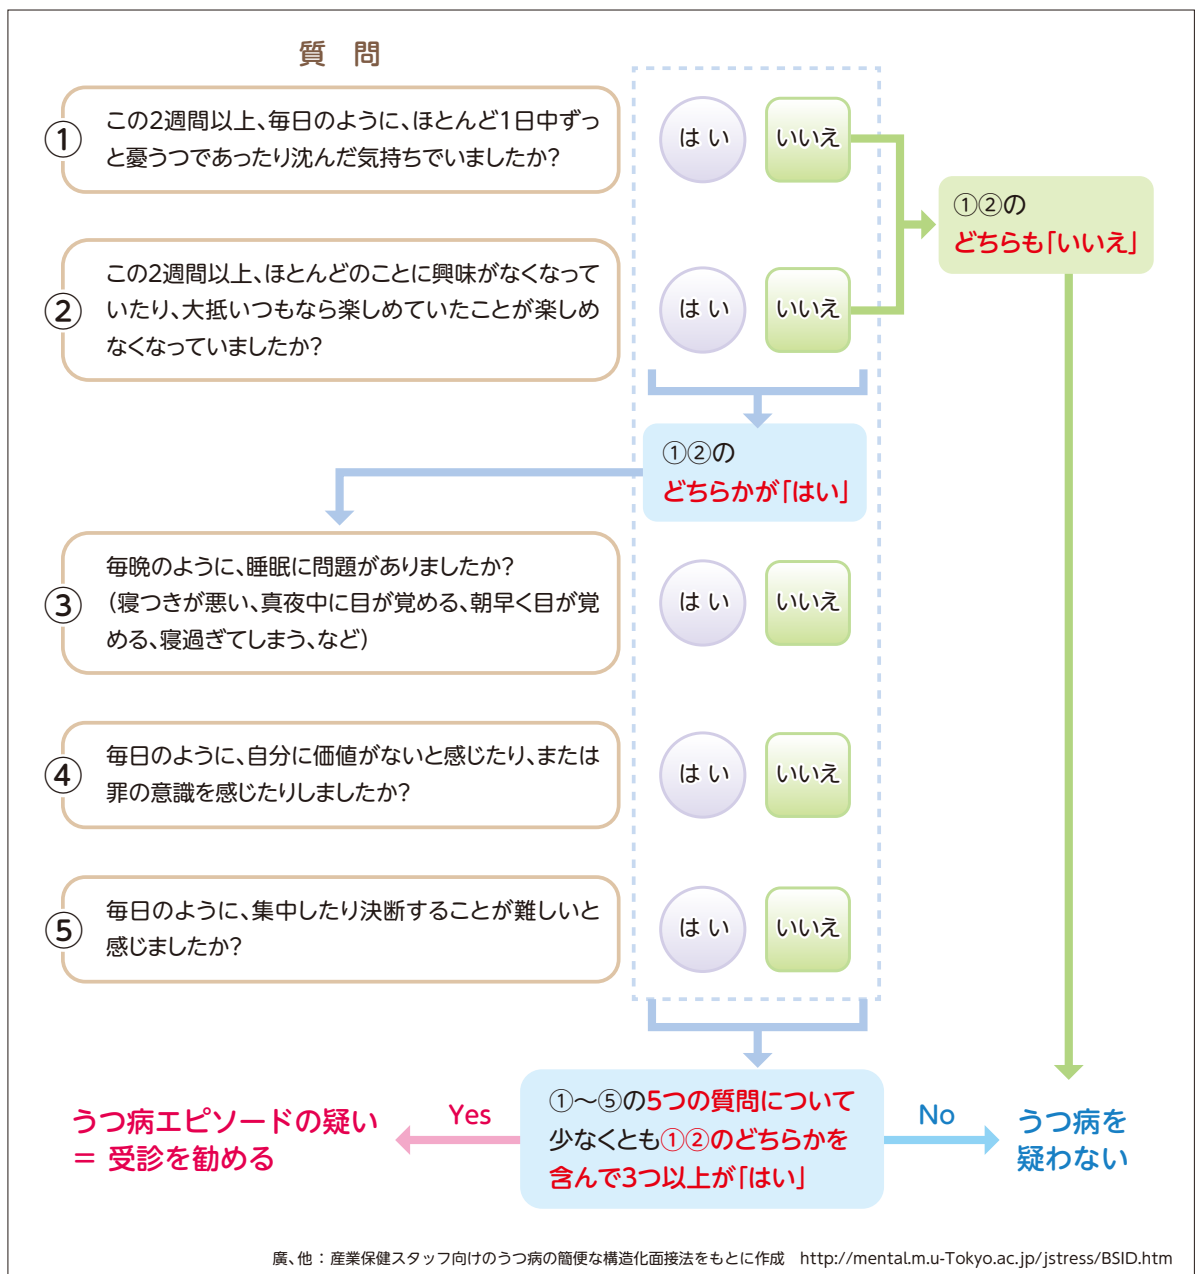 質 問
① この2週間以上、毎日のように、ほとんど1日中ずっ
と憂うつであったり沈んだ気持ちでいましたか?
はい いいえ
①②の
どちらも「いいえ」
② この2週間以上、ほとんどのことに興味がなくなって
いたり、大抵いつもなら楽しめていたことが楽しめ
なくなっていましたか?
はい いいえ
①②の
どちらかが「はい」
③ 毎晩のように、睡眠に問題がありましたか?
(寝つきが悪い、真夜中に目が覚める、朝早く目が覚
める、寝過ぎてしまう、など)
はい いいえ
④ 毎日のように、自分に価値がないと感じたり、または
罪の意識を感じたりしましたか?
はい いいえ
⑤ 毎日のように、集中したり決断することが難しいと
感じましたか?
はい いいえ
①〜⑤の5つの質問について
少なくとも①②のどちらかを
含んで3つ以上が「はい」
Yes
うつ病エピソードの疑い
= 受診を勧める
No
うつ病を
疑わない
廣、他:産業保健スタッフ向けのうつ病の簡便な構造化面接法をもとに作成 http://mental.m.u-Tokyo.ac.jp/jstress/BSID.htm